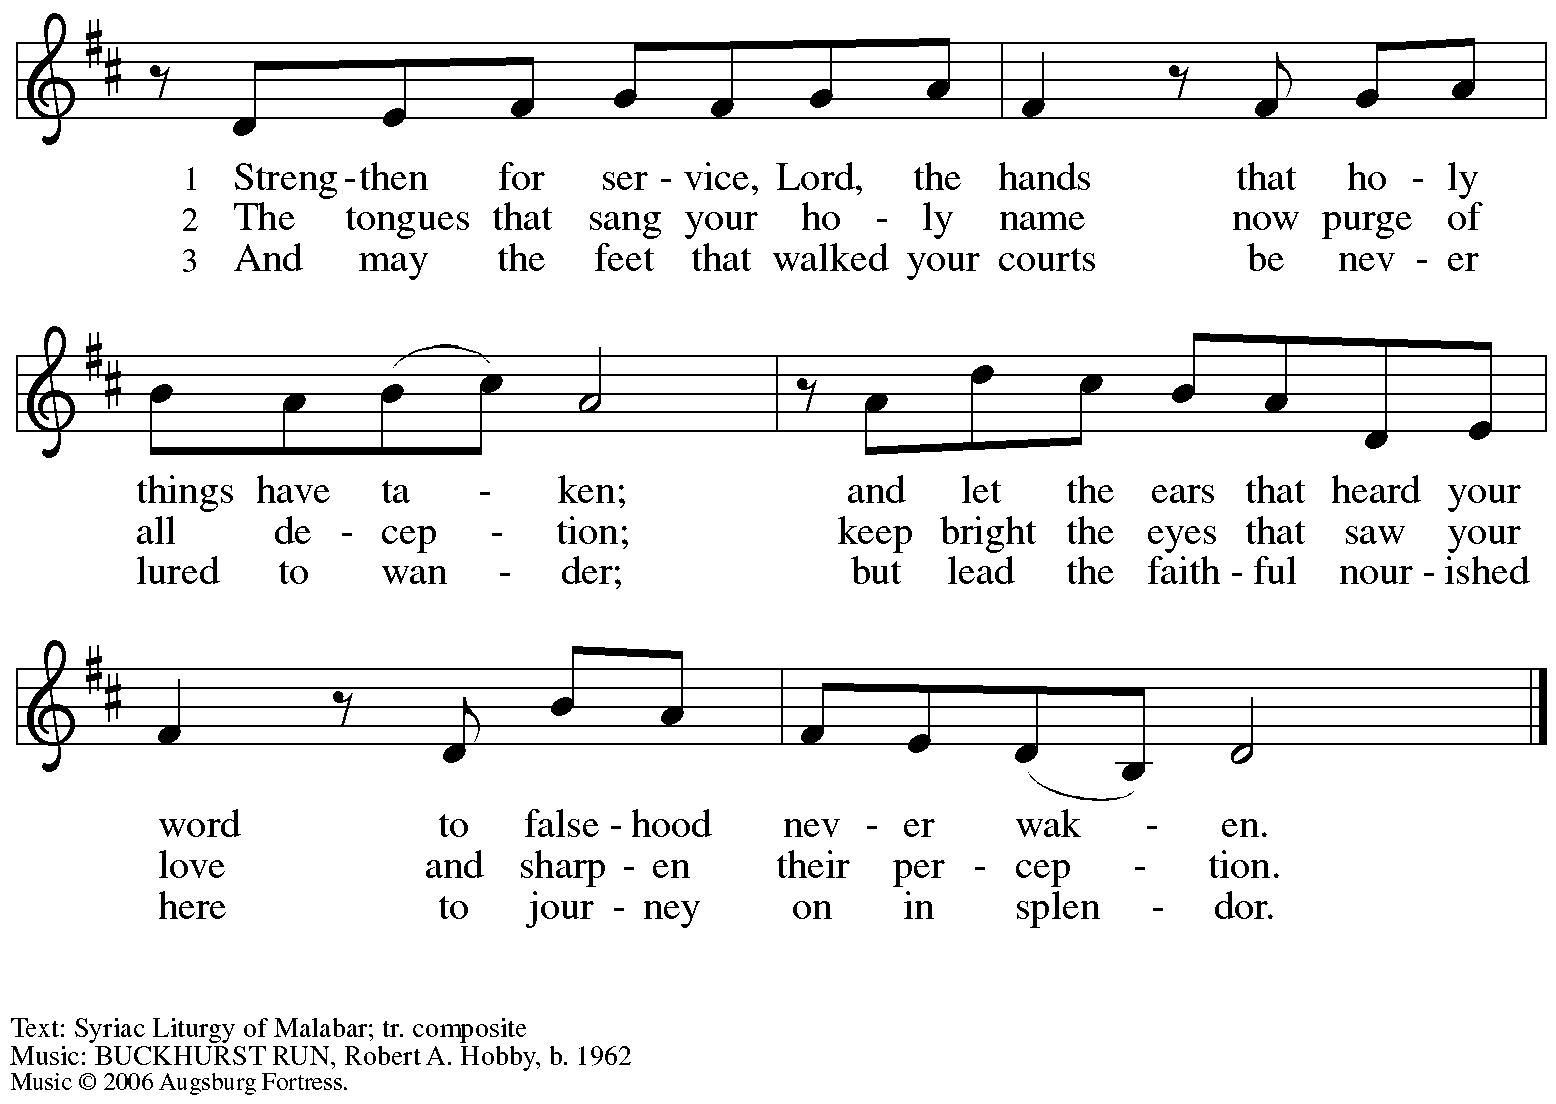 1 Streng - then for ser - vice, Lord, the hands that ho - ly
2 The tongues that sang your ho - ly name now purge of
3 And may the feet that walked your courts be nev - er
things have ta - ken; and let the ears that heard your
all de - cep - tion; keep bright the eyes that saw your
lured to wan - der; but lead the faith - ful nour - ished
word to false - hood nev - er wak - en.
love and sharp - en their per - cep - tion.
here to jour - ney on in splen - dor.
Text: Syriac Liturgy of Malabar; tr. composite
Music: BUCKHURST RUN, Robert A. Hobby, b. 1962
Music © 2006 Augsburg Fortress.